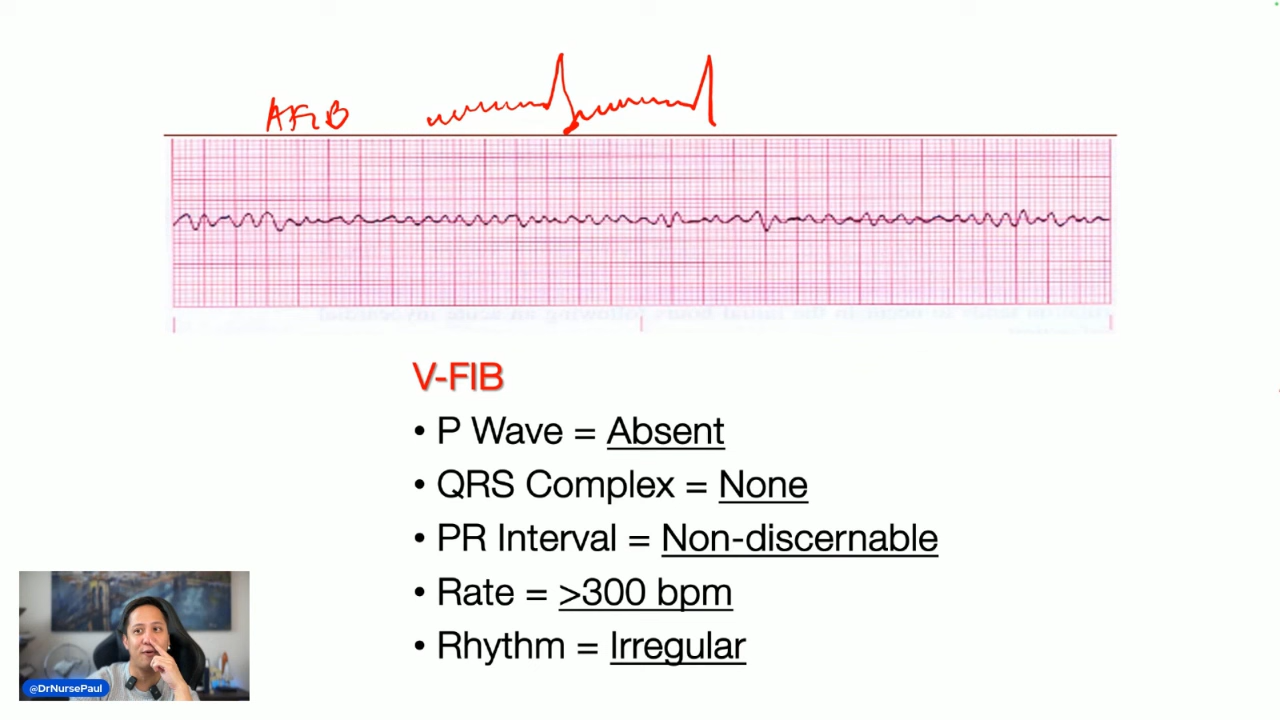 AFIB
V-FIB
• P Wave = Absent
• QRS Complex = None
• PR Interval = Non-discernable
• Rate = >300 bpm
• Rhythm = Irregular
@DrNursePaul